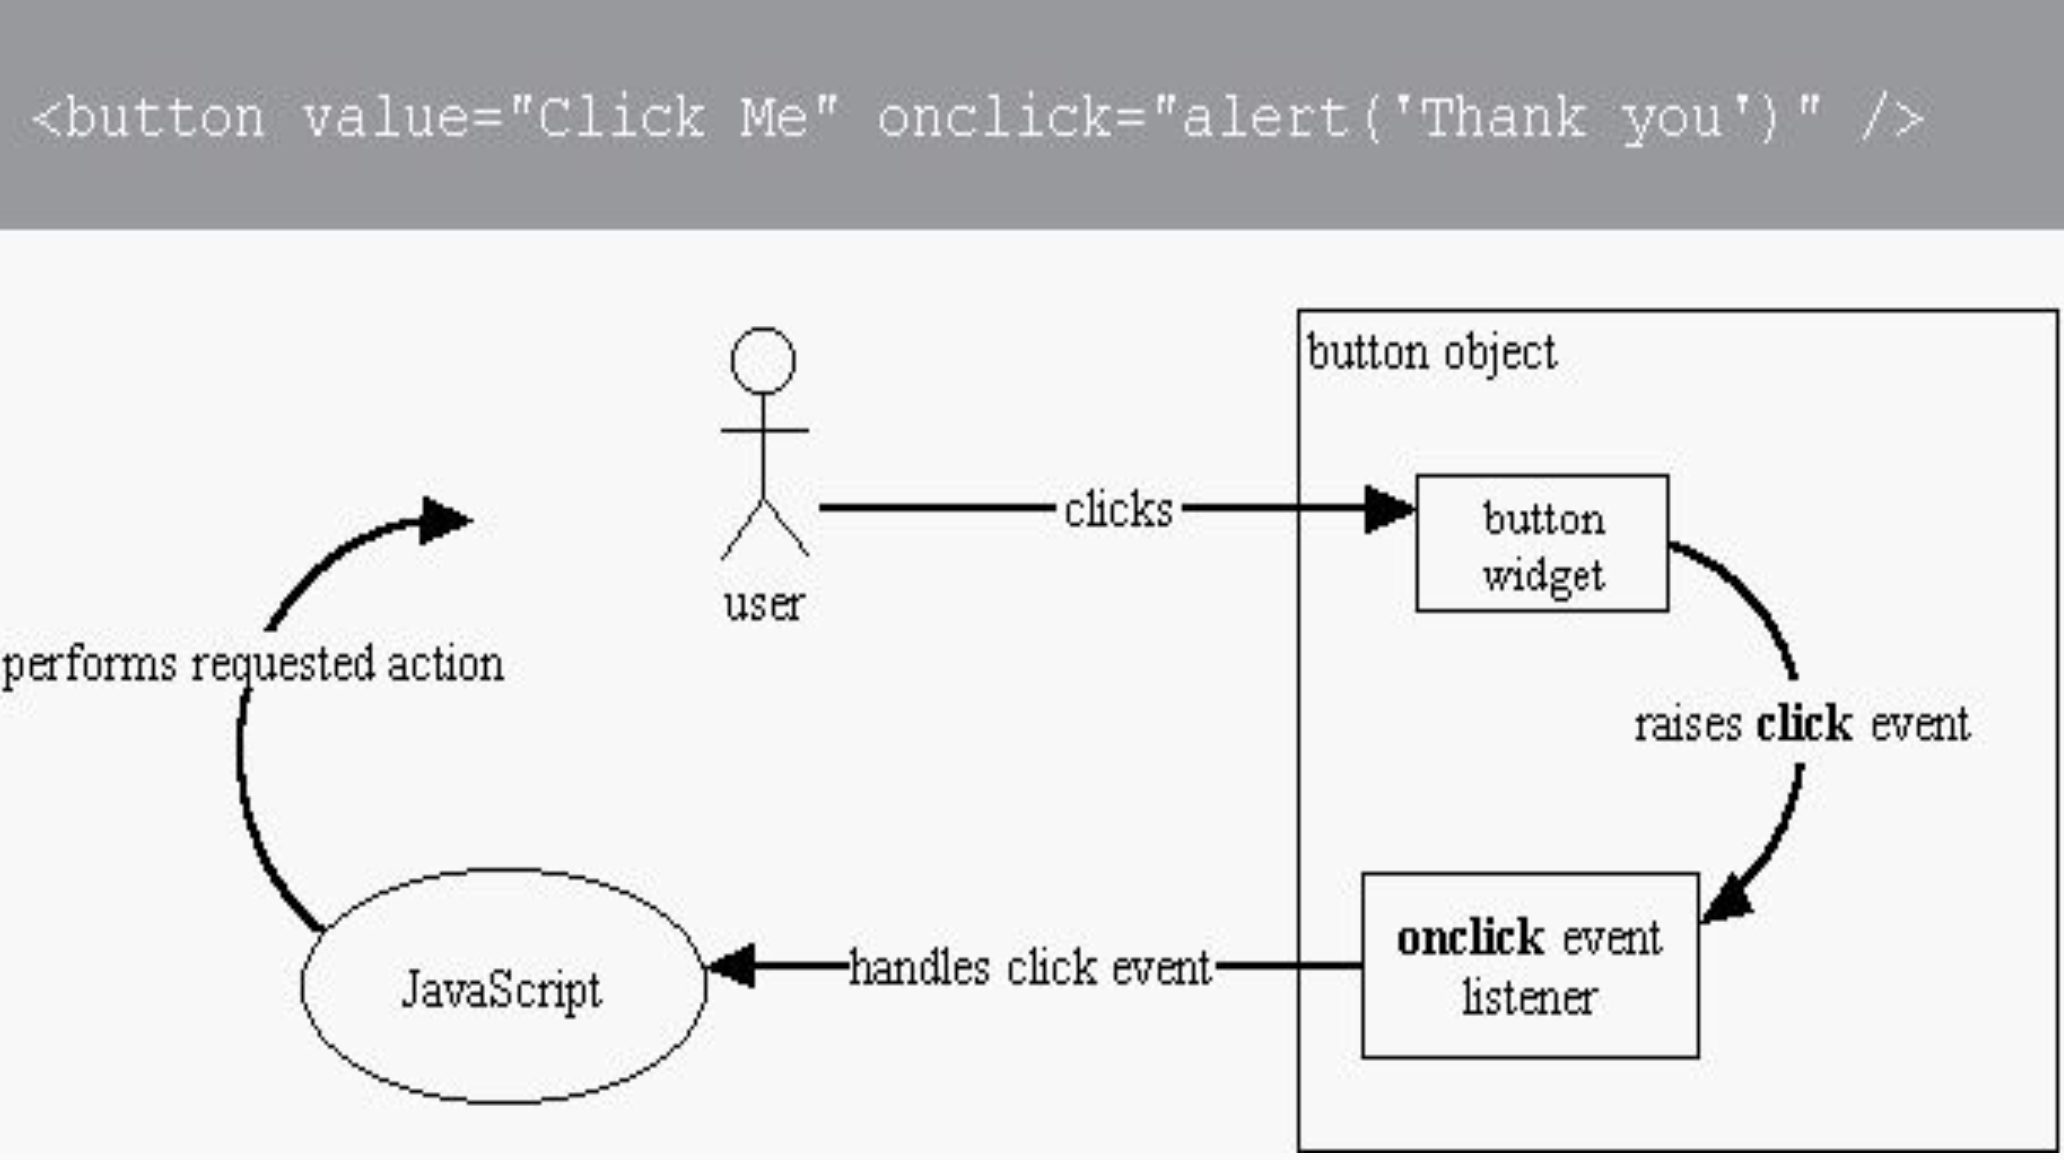 <button value="Click Me" onclick="alert('Thank you')" />
button object
clicks
button
widget
user
performs requested action
raises click event
onclick event
listener
handles click event
JavaScript